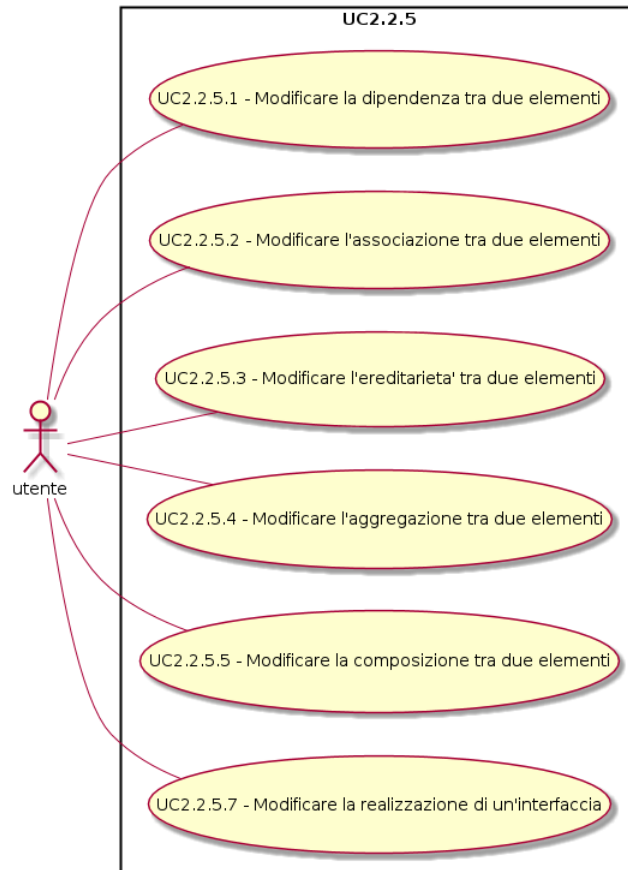 UC2.2.5
UC2.2.5.1 - Modificare la dipendenza tra due elementi
UC2.2.5.2 - Modificare l'associazione tra due elementi
UC2.2.5.3 - Modificare l'ereditarieta' tra due elementi
utente
UC2.2.5.4 - Modificare l'aggregazione tra due elementi
UC2.2.5.5 - Modificare la composizione tra due elementi
UC2.2.5.7 - Modificare la realizzazione di un'interfaccia